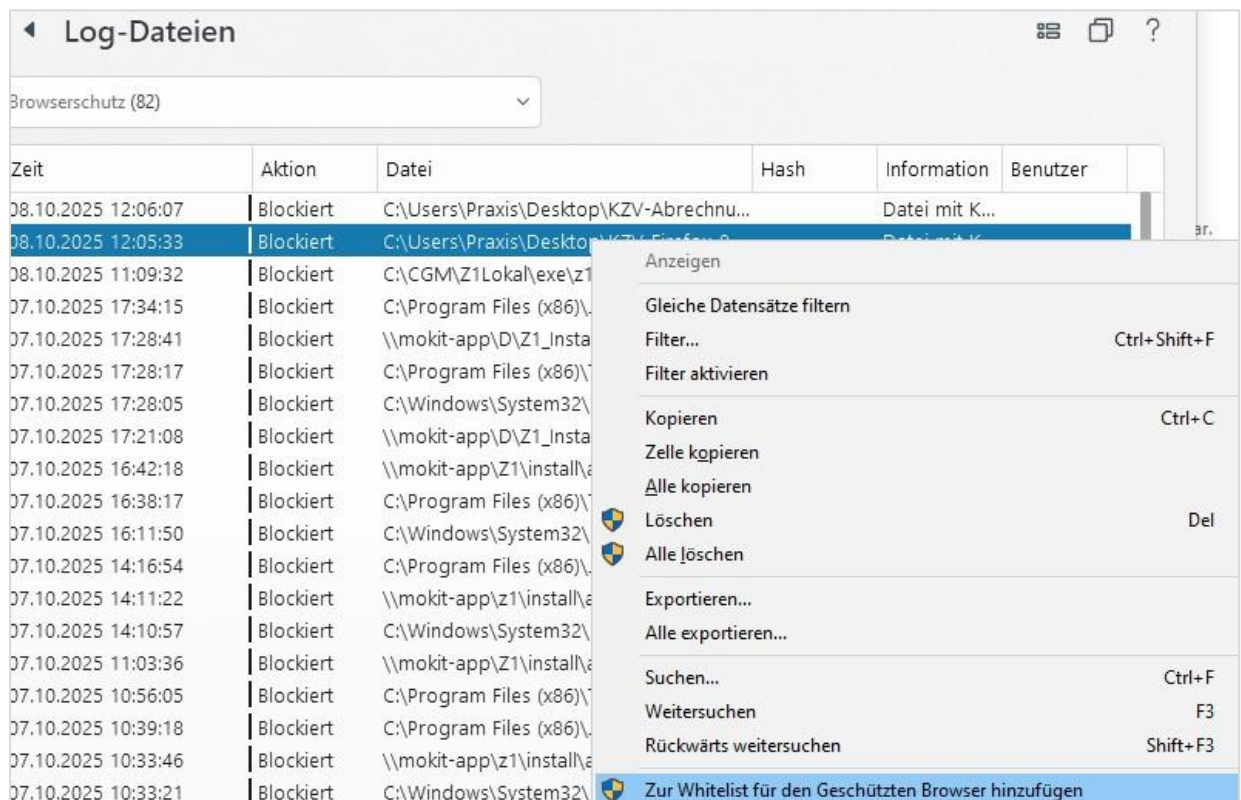 Log-Dateien
?
Browserschutz (82)
Zeit Aktion Datei Hash Information Benutzer
08.10.2025 12:06:07 Blockiert C:\Users\Praxis\Desktop\KZV-Abrechnu... Datei mit K...
08.10.2025 12:05:33 Blockiert C:\Users\Praxis\Desktop\KZV-Firefox Datei mit K
ar.
08.10.2025 11:09:32 Blockiert C:\CGM\Z1Lokal\exe\z1
07.10.2025 17:34:15 Blockiert C:\Program Files (x86)\
07.10.2025 17:28:41 Blockiert \\mokit-app\D\Z1_Insta
07.10.2025 17:28:17 Blockiert C:\Program Files (x86)\
07.10.2025 17:28:05 Blockiert C:\Windows\System32\
07.10.2025 17:21:08 Blockiert \\mokit-app\D\Z1_Insta
07.10.2025 16:42:18 Blockiert \\mokit-app\Z1\install\a
07.10.2025 16:38:17 Blockiert C:\Program Files (x86)\
07.10.2025 16:11:50 Blockiert C:\Windows\System32\
07.10.2025 14:16:54 Blockiert C:\Program Files (x86)\
07.10.2025 14:11:22 Blockiert \\mokit-app\z1\install\a
07.10.2025 14:10:57 Blockiert C:\Windows\System32\
07.10.2025 11:03:36 Blockiert \\mokit-app\Z1\install\a
07.10.2025 10:56:05 Blockiert C:\Program Files (x86)\
07.10.2025 10:39:18 Blockiert C:\Program Files (x86)\
07.10.2025 10:33:46 Blockiert \\mokit-app\z1\install\a
07.10.2025 10:33:21 Blockiert C:\Windows\System32\
Anzeigen
Gleiche Datensätze filtern
Filter... Ctrl+Shift+F
Filter aktivieren
Kopieren Ctrl+C
Zelle kopieren
Alle kopieren
Löschen Del
Alle löschen
Exportieren...
Alle exportieren...
Suchen... Ctrl+F
Weitersuchen F3
Rückwärts weitersuchen Shift+F3
Zur Whitelist für den Geschützten Browser hinzufügen